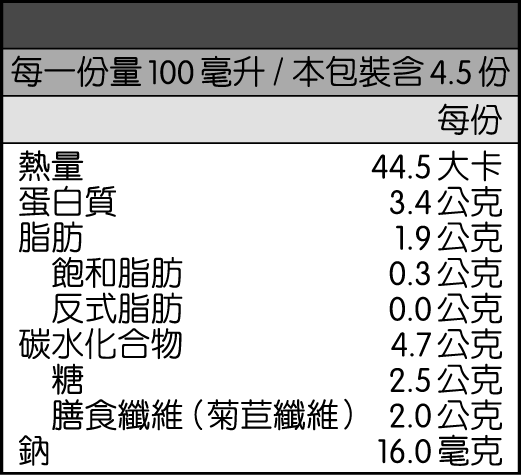 每一份量100毫升 / 本包裝含4.5份
每份
熱量 44.5大卡
蛋白質 3.4公克
脂肪 1.9公克
飽和脂肪 0.3公克
反式脂肪 0.0公克
碳水化合物 4.7公克
糖 2.5公克
膳食纖維（菊苣纖維） 2.0公克
鈉 16.0毫克